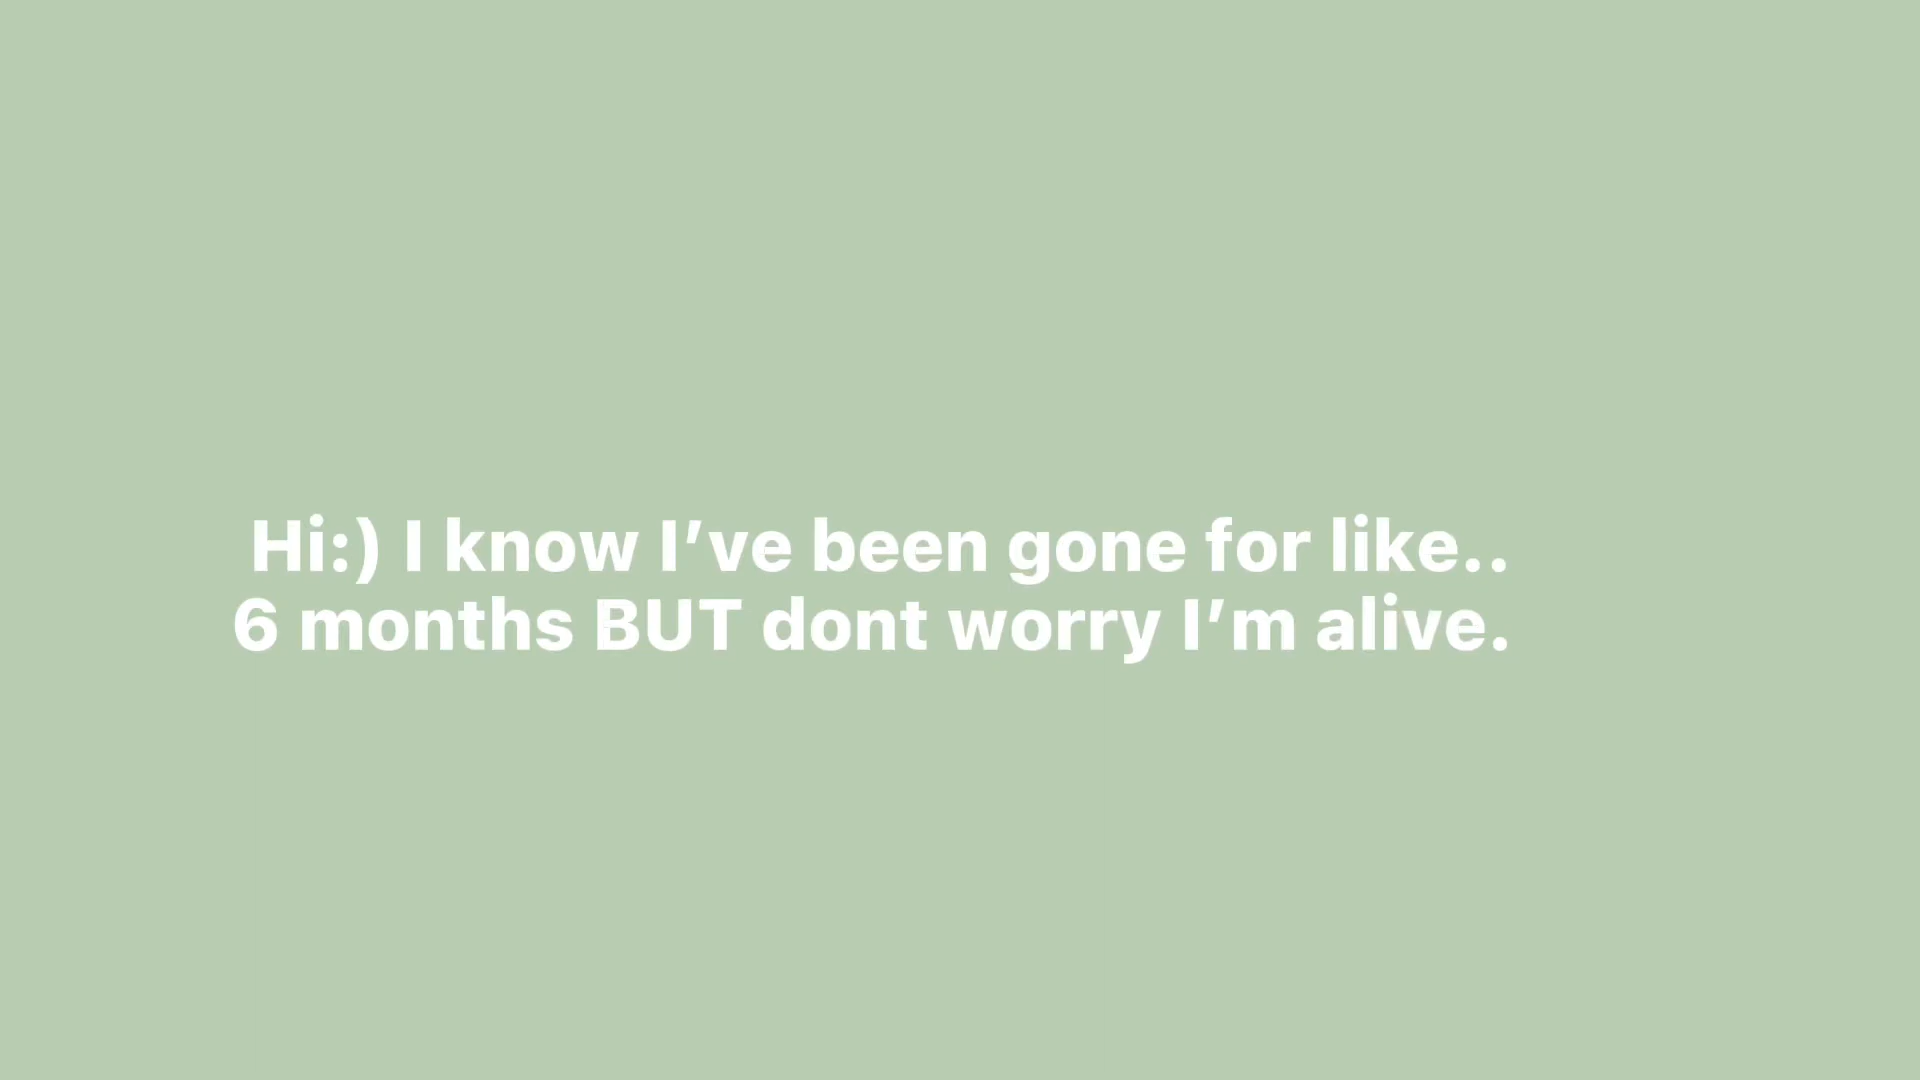 Hi:) I know I’ve been gone for like..
6 months BUT dont worry I’m alive.